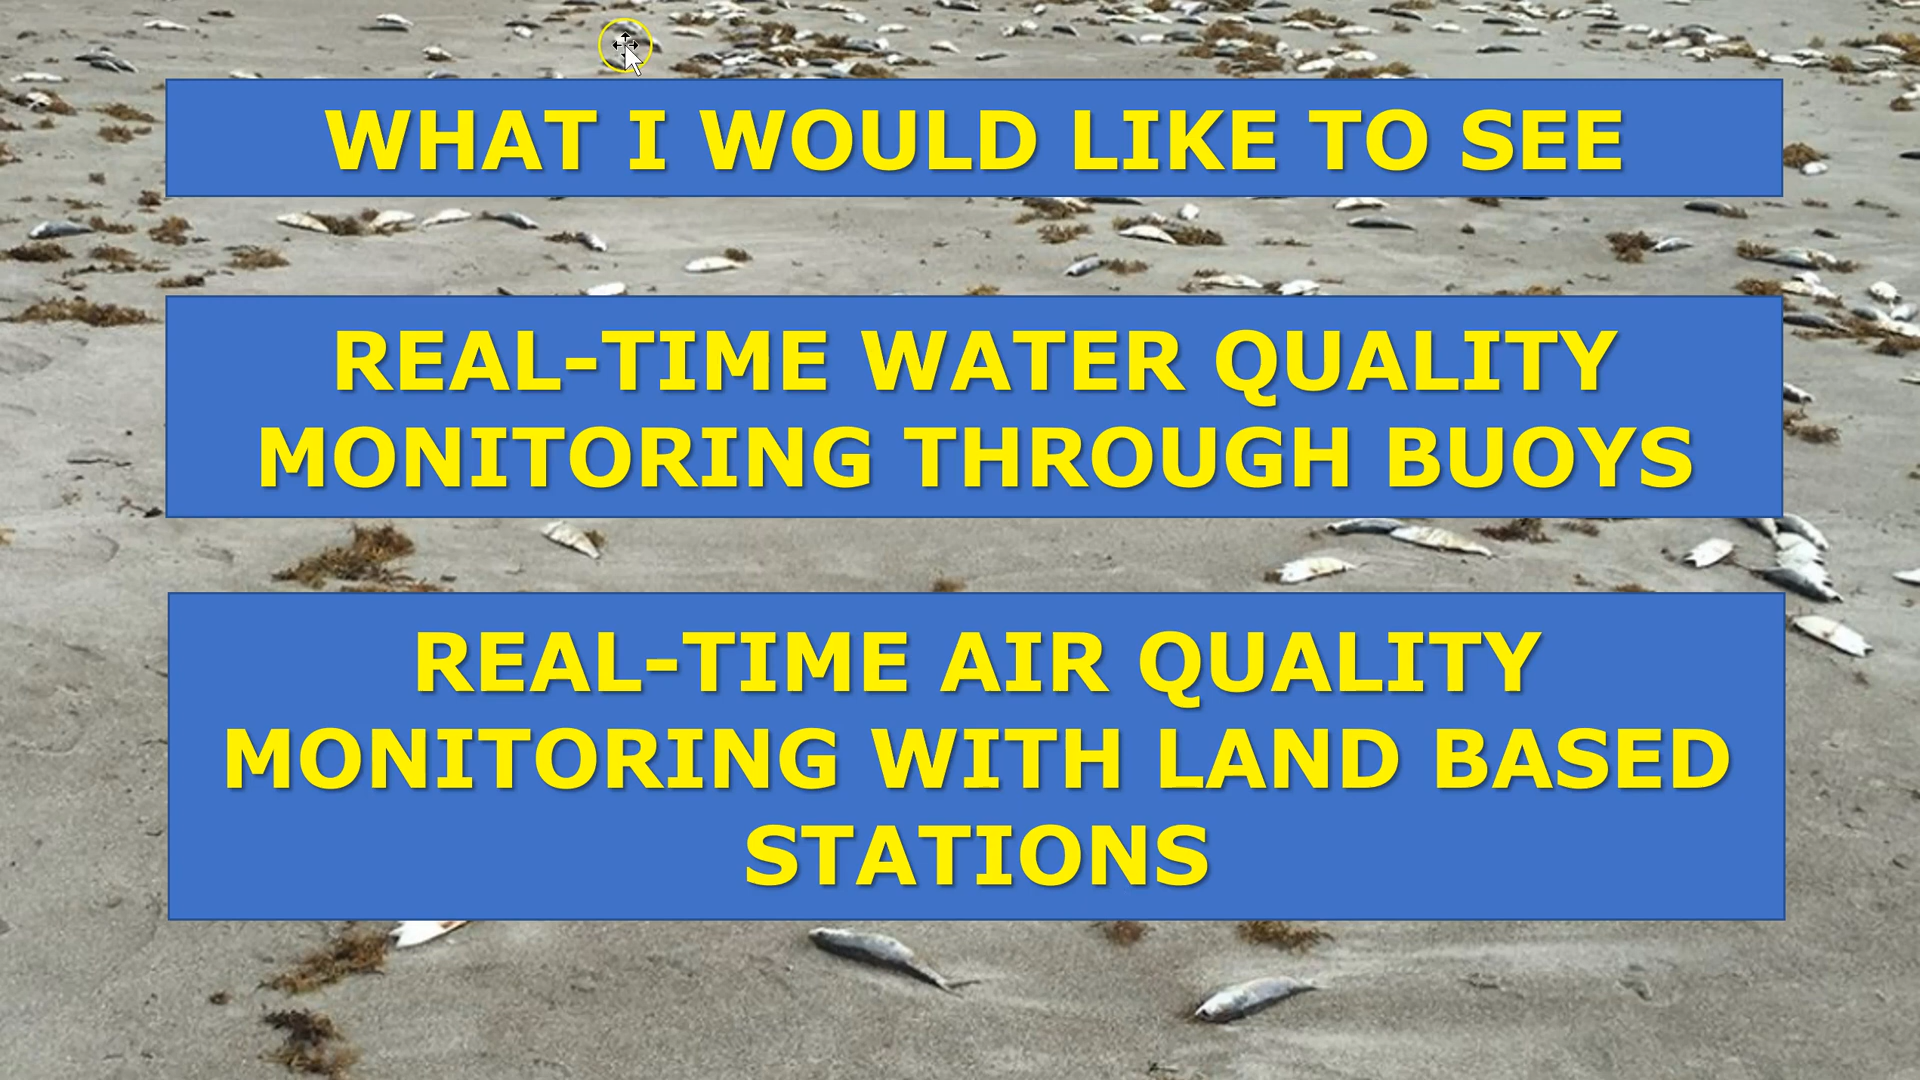 WHAT I WOULD LIKE TO SEE
REAL-TIME WATER QUALITY
MONITORING THROUGH BUOYS
REAL-TIME AIR QUALITY
MONITORING WITH LAND BASED
STATIONS